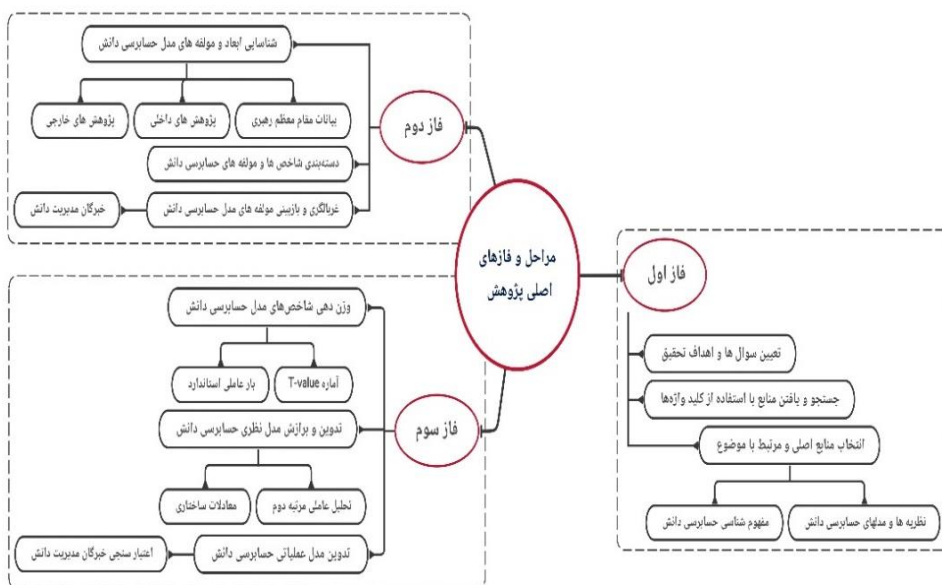 مراحل و فازهای
اصلی پژوهش
فاز اول
تعیین سوال ها و اهداف تحقیق
جستجو و یافتن منابع با استفاده از کلید واژه‌ها
انتخاب منابع اصلی و مرتبط با موضوع
نظریه ها و مدلهای حسابرسی دانش
مفهوم شناسی حسابرسی دانش
فاز دوم
شناسایی ابعاد و مولفه های مدل حسابرسی دانش
بیانات مقام معظم رهبری
پژوهش های داخلی
پژوهش های خارجی
دسته‌بندی شاخص ها و مولفه های حسابرسی دانش
غربالگری و بازبینی مولفه های مدل حسابرسی دانش
خبرگان مدیریت دانش
فاز سوم
وزن دهی شاخص‌های مدل حسابرسی دانش
آماره T-value
بار عاملی استاندارد
تدوین و برازش مدل نظری حسابرسی دانش
تحلیل عاملی مرتبه دوم
معادلات ساختاری
تدوین مدل عملیاتی حسابرسی دانش
اعتبار سنجی خبرگان مدیریت دانش